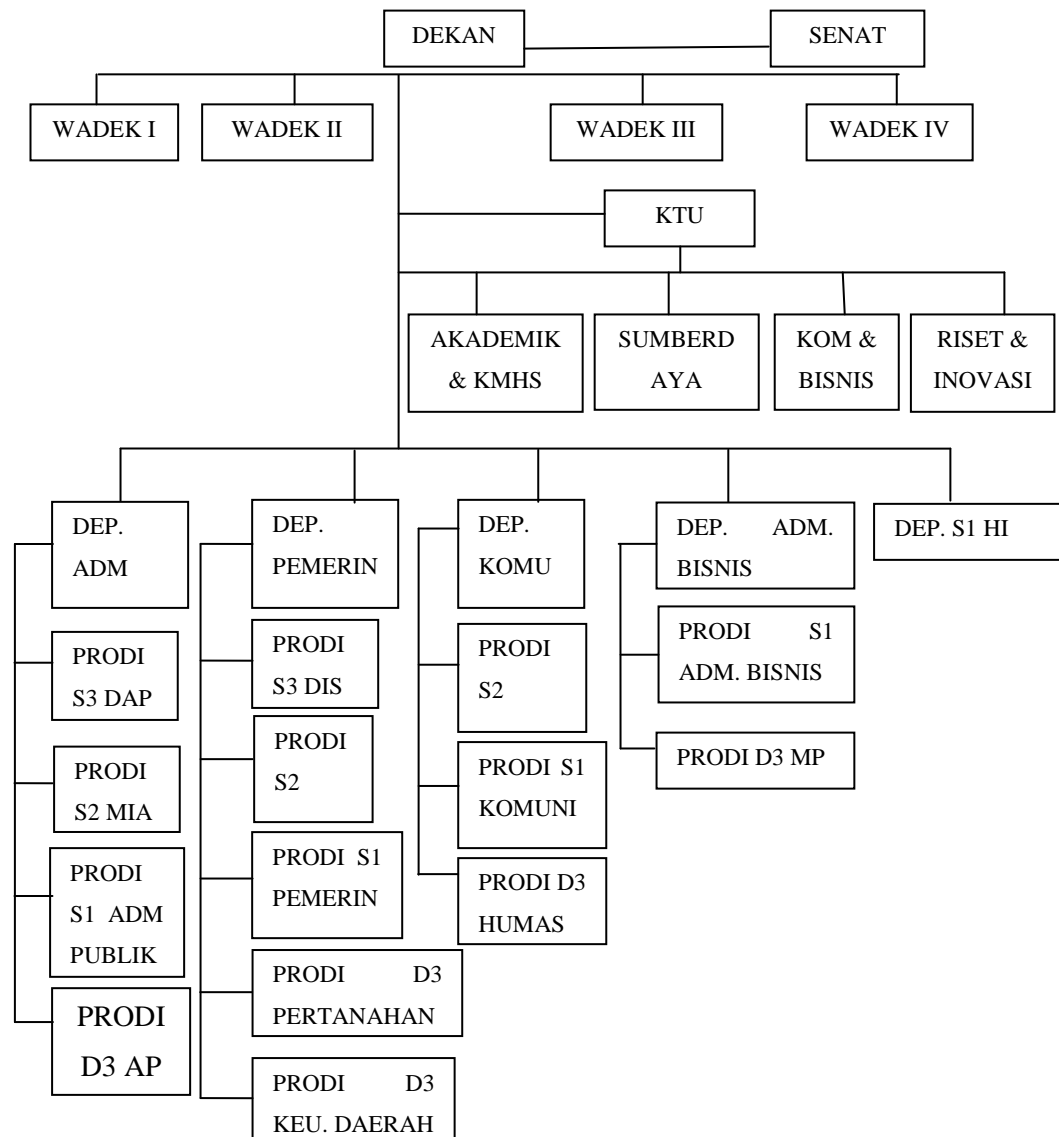 DEKAN
SENAT
WADEK I
WADEK II
WADEK III
WADEK IV
KTU
AKADEMIK
& KMHS
SUMBERD
AYA
KOM &
BISNIS
RISET &
INOVASI
DEP.
ADM
DEP.
PEMERIN
DEP.
KOMU
DEP. ADM.
BISNIS
DEP. S1 HI
PRODI
S3 DAP
PRODI
S2 MIA
PRODI
S1 ADM
PUBLIK
PRODI
D3 AP
PRODI
S3 DIS
PRODI
S2
PRODI S1
PEMERIN
PRODI D3
PERTANAHAN
PRODI D3
KEU. DAERAH
PRODI
S2
PRODI S1
KOMUNI
PRODI D3
HUMAS
PRODI S1
ADM. BISNIS
PRODI D3 MP